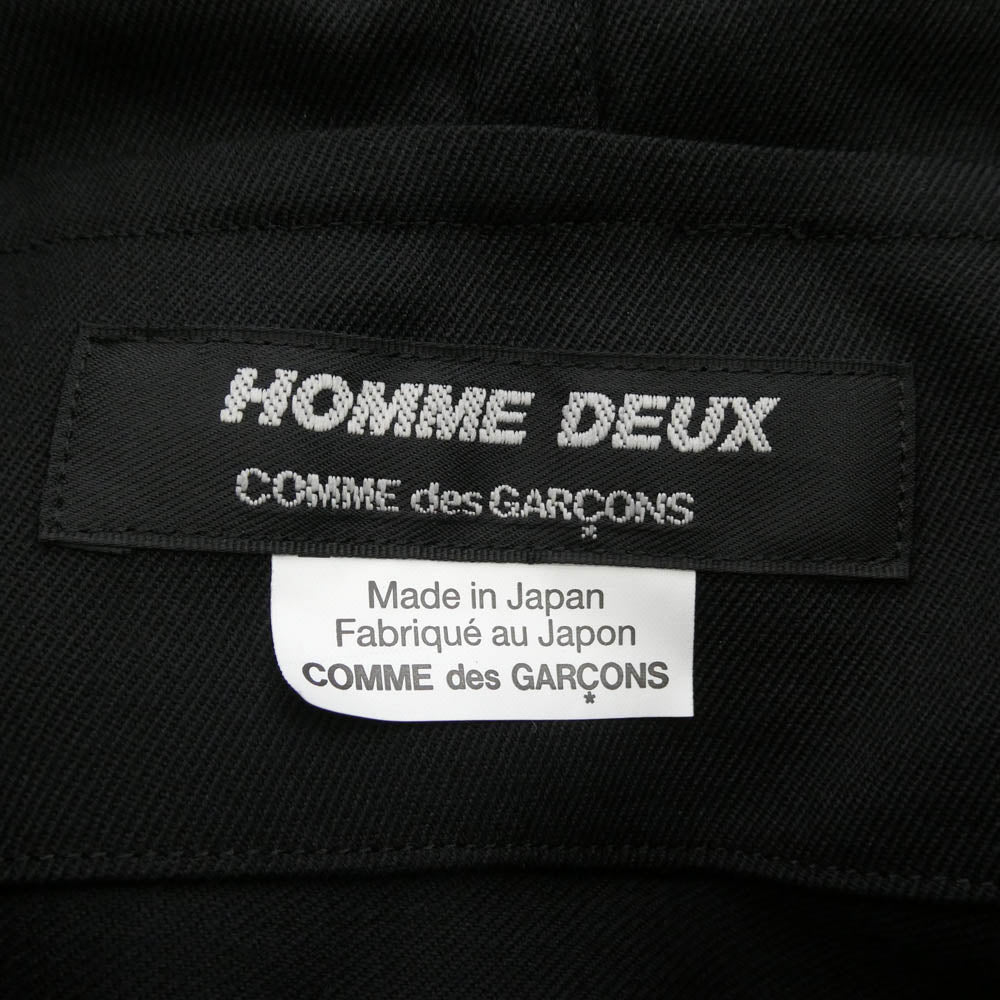 HOMME DEUX
COMME des GARÇONS
*
Made in Japan
Fabriqué au Japon
COMME des GARÇONS
*